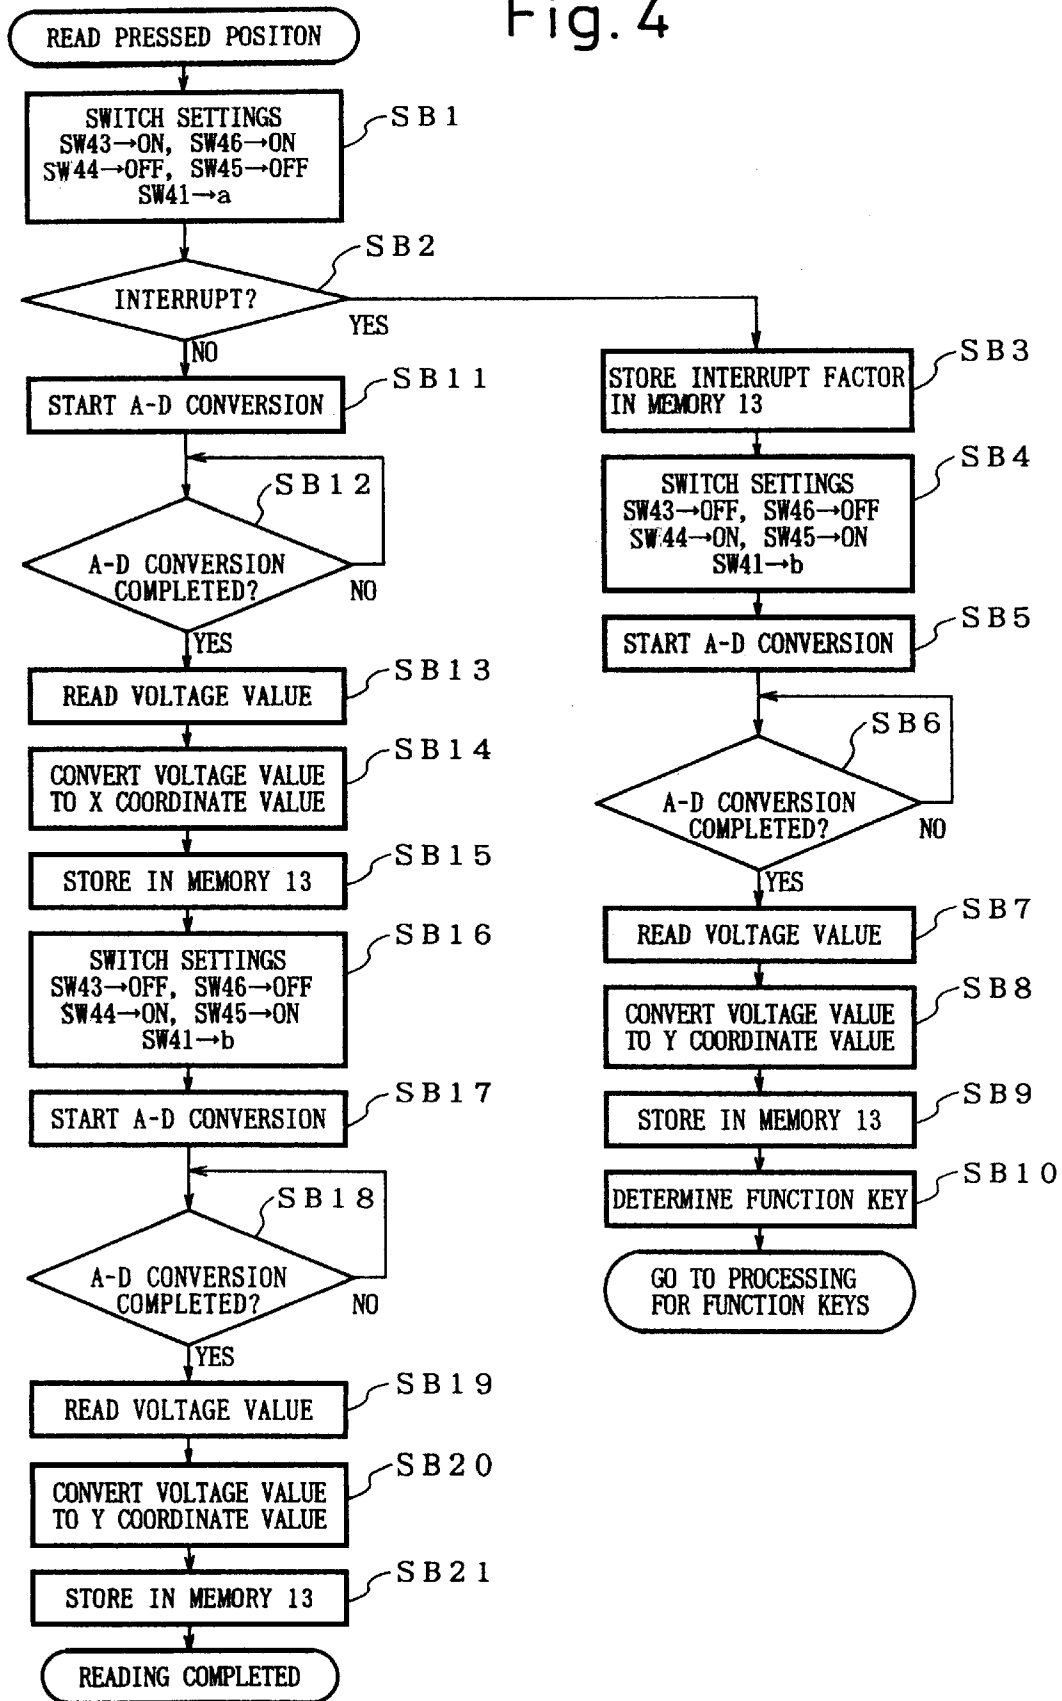 Fig. 4
READ PRESSED POSITON
SWITCH SETTINGS
SW43→ON, SW46→ON
SW44→OFF, SW45→OFF
SW41→a
SB1
INTERRUPT?
SB2
YES
NO
START A-D CONVERSION
SB11
A-D CONVERSION
COMPLETED?
SB12
NO
YES
READ VOLTAGE VALUE
SB13
CONVERT VOLTAGE VALUE
TO X COORDINATE VALUE
SB14
STORE IN MEMORY 13
SB15
SWITCH SETTINGS
SW43→OFF, SW46→OFF
SW44→ON, SW45→ON
SW41→b
SB16
START A-D CONVERSION
SB17
A-D CONVERSION
COMPLETED?
SB18
NO
YES
READ VOLTAGE VALUE
SB19
CONVERT VOLTAGE VALUE
TO Y COORDINATE VALUE
SB20
STORE IN MEMORY 13
SB21
READING COMPLETED
STORE INTERRUPT FACTOR
IN MEMORY 13
SB3
SWITCH SETTINGS
SW43→OFF, SW46→OFF
SW44→ON, SW45→ON
SW41→b
SB4
START A-D CONVERSION
SB5
A-D CONVERSION
COMPLETED?
SB6
NO
YES
READ VOLTAGE VALUE
SB7
CONVERT VOLTAGE VALUE
TO Y COORDINATE VALUE
SB8
STORE IN MEMORY 13
SB9
DETERMINE FUNCTION KEY
SB10
GO TO PROCESSING
FOR FUNCTION KEYS